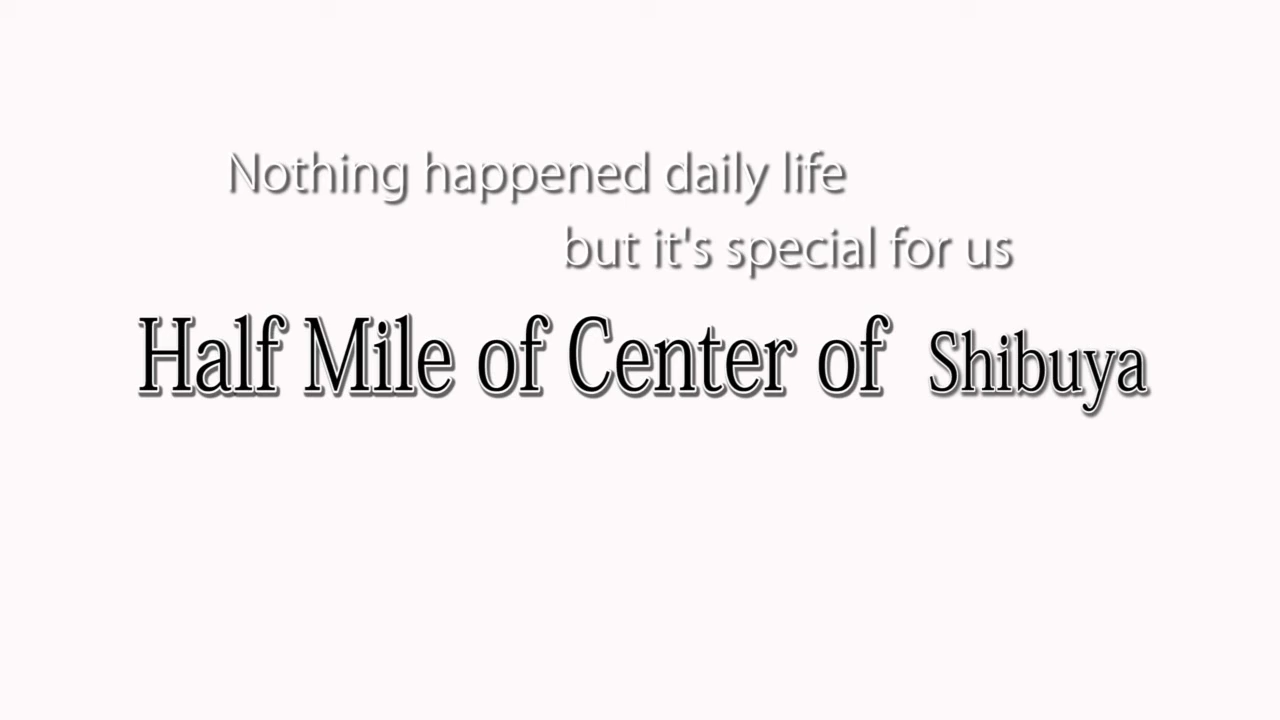 Nothing happened daily life
but it's special for us
Half Mile of Center of Shibuya